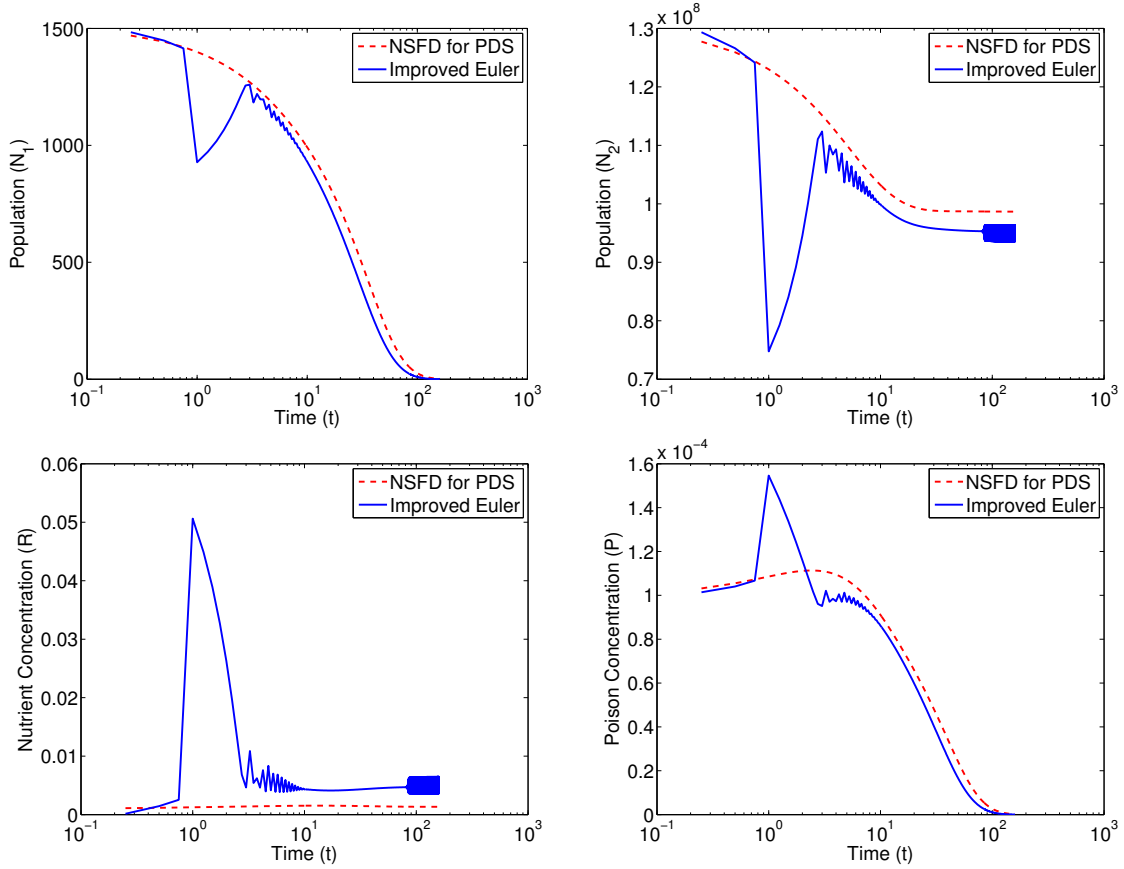 1500
1000
500
0
10^−1
10^0
10^1
10^2
10^3
Population (N_1)
Time (t)
NSFD for PDS
Improved Euler
x 10^8
1.3
1.2
1.1
1
0.9
0.8
0.7
10^−1
10^0
10^1
10^2
10^3
Population (N_2)
Time (t)
NSFD for PDS
Improved Euler
0.06
0.05
0.04
0.03
0.02
0.01
0
10^−1
10^0
10^1
10^2
10^3
Nutrient Concentration (R)
Time (t)
NSFD for PDS
Improved Euler
x 10^−4
1.6
1.4
1.2
1
0.8
0.6
0.4
0.2
0
10^−1
10^0
10^1
10^2
10^3
Poison Concentration (P)
Time (t)
NSFD for PDS
Improved Euler